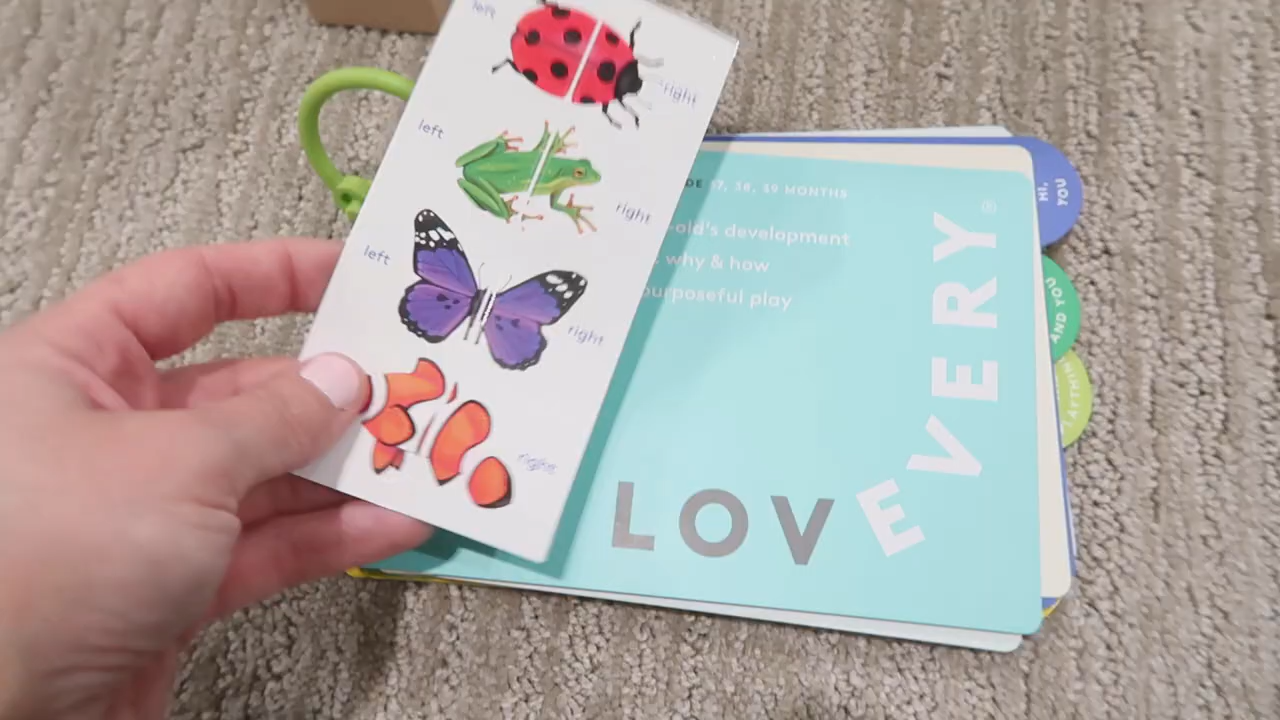 left
right
left
right
left
right
right
37, 38, 39 MONTHS
-old's development
why & how
purposeful play
LOVEVERY®
HI,
YOU
AND YOU